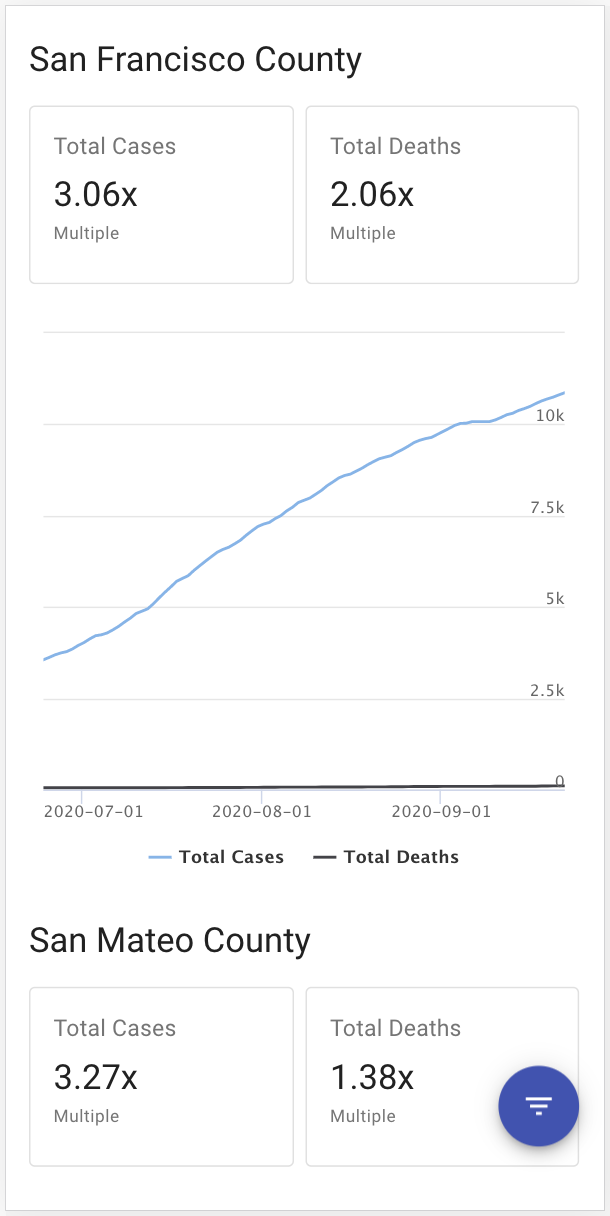 San Francisco County
Total Cases
3.06x
Multiple
Total Deaths
2.06x
Multiple
10k
7.5k
5k
2.5k
0
2020-07-01 2020-08-01 2020-09-01
Total Cases Total Deaths
San Mateo County
Total Cases
3.27x
Multiple
Total Deaths
1.38x
Multiple